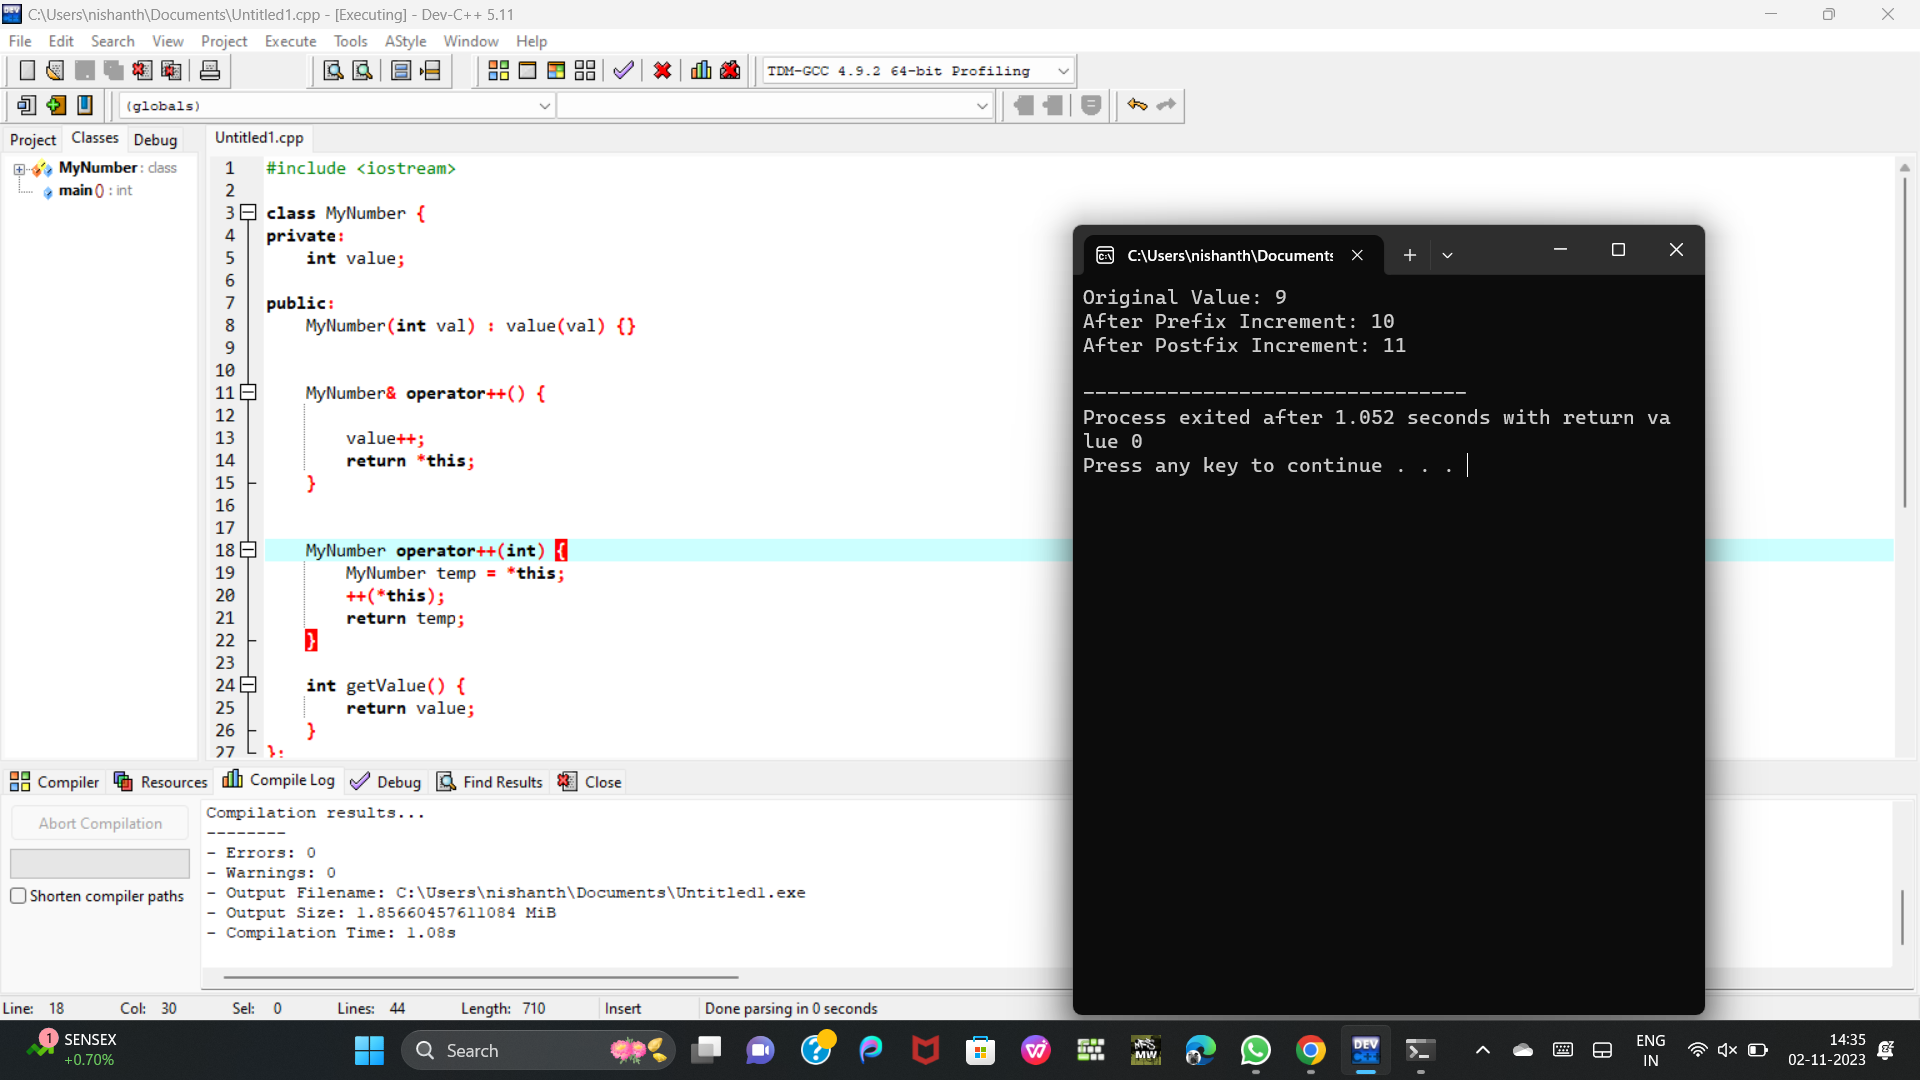 C:\Users\nishanth\Documents\Untitled1.cpp - [Executing] - Dev-C++ 5.11
File Edit Search View Project Execute Tools AStyle Window Help
TDM-GCC 4.9.2 64-bit Profiling
(globals)
Project Classes Debug
Untitled1.cpp
MyNumber : class
main () : int
1 #include <iostream>
2
3 class MyNumber {
4 private:
5 int value;
6
7 public:
8 MyNumber(int val) : value(val) {}
9
10
11 MyNumber& operator++() {
12
13 value++;
14 return *this;
15 }
16
17
18 MyNumber operator++(int) {
19 MyNumber temp = *this;
20 ++(*this);
21 return temp;
22 }
23
24 int getValue() {
25 return value;
26 }
27 };
C:\Users\nishanth\Documents
Original Value: 9
After Prefix Increment: 10
After Postfix Increment: 11
--------------------------------
Process exited after 1.052 seconds with return va
lue 0
Press any key to continue . . .
Compiler Resources Compile Log Debug Find Results Close
Abort Compilation
Shorten compiler paths
Compilation results...
--------
- Errors: 0
- Warnings: 0
- Output Filename: C:\Users\nishanth\Documents\Untitled1.exe
- Output Size: 1.85660457611084 MiB
- Compilation Time: 1.08s
Line: 18 Col: 30 Sel: 0 Lines: 44 Length: 710 Insert Done parsing in 0 seconds
1
SENSEX
+0.70%
Search
MW
DEV
ENG
IN
14:35
02-11-2023